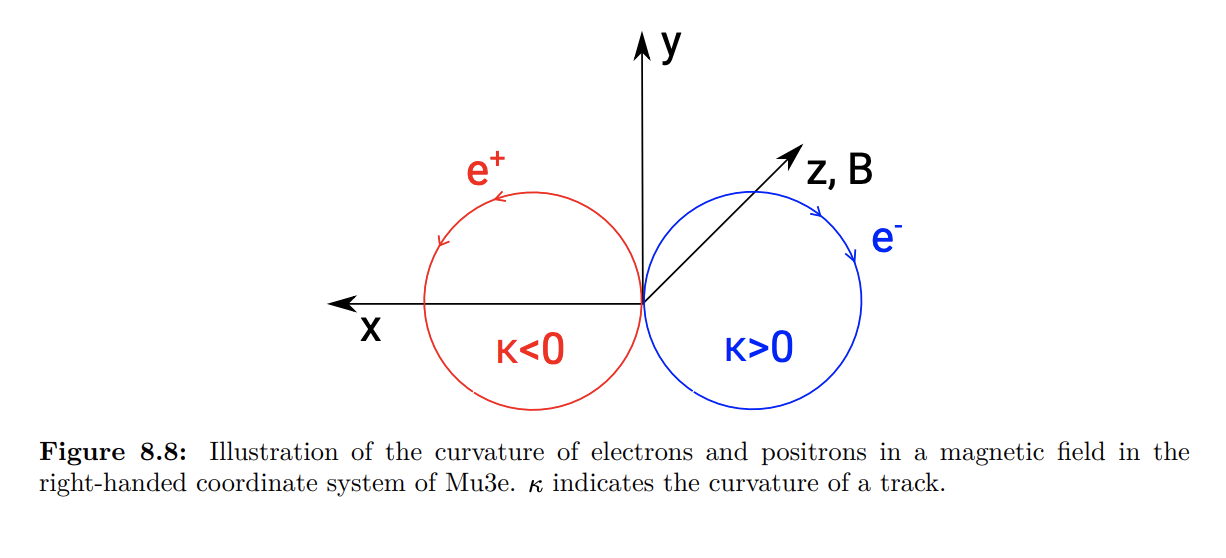 y
z, B
e⁺
e⁻
x
κ<0
κ>0
Figure 8.8: Illustration of the curvature of electrons and positrons in a magnetic field in the
right-handed coordinate system of Mu3e. κ indicates the curvature of a track.